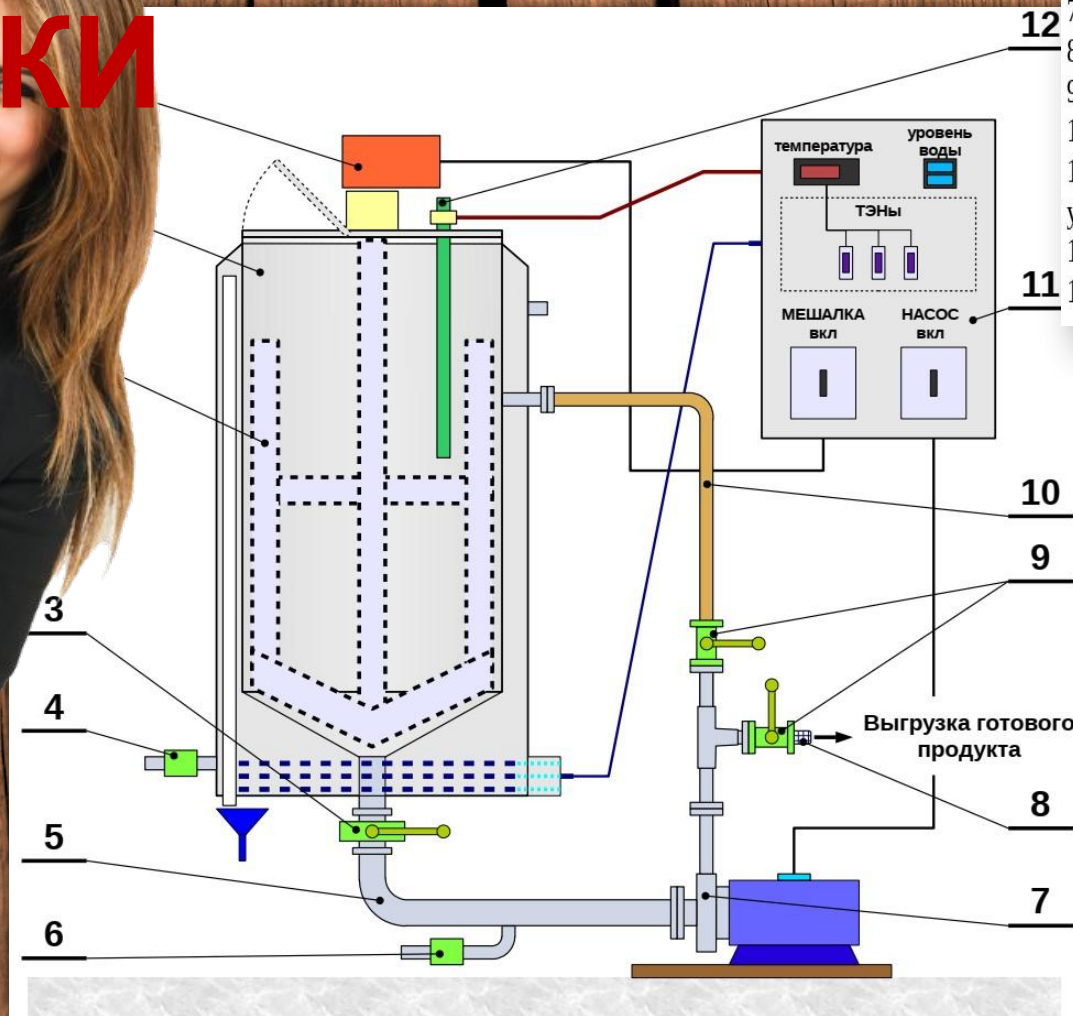 КИ
12
температура
уровень
воды
ТЭНы
11
МЕШАЛКА
вкл
НАСОС
вкл
10
9
3
4
Выгрузка готового
продукта
8
5
7
6